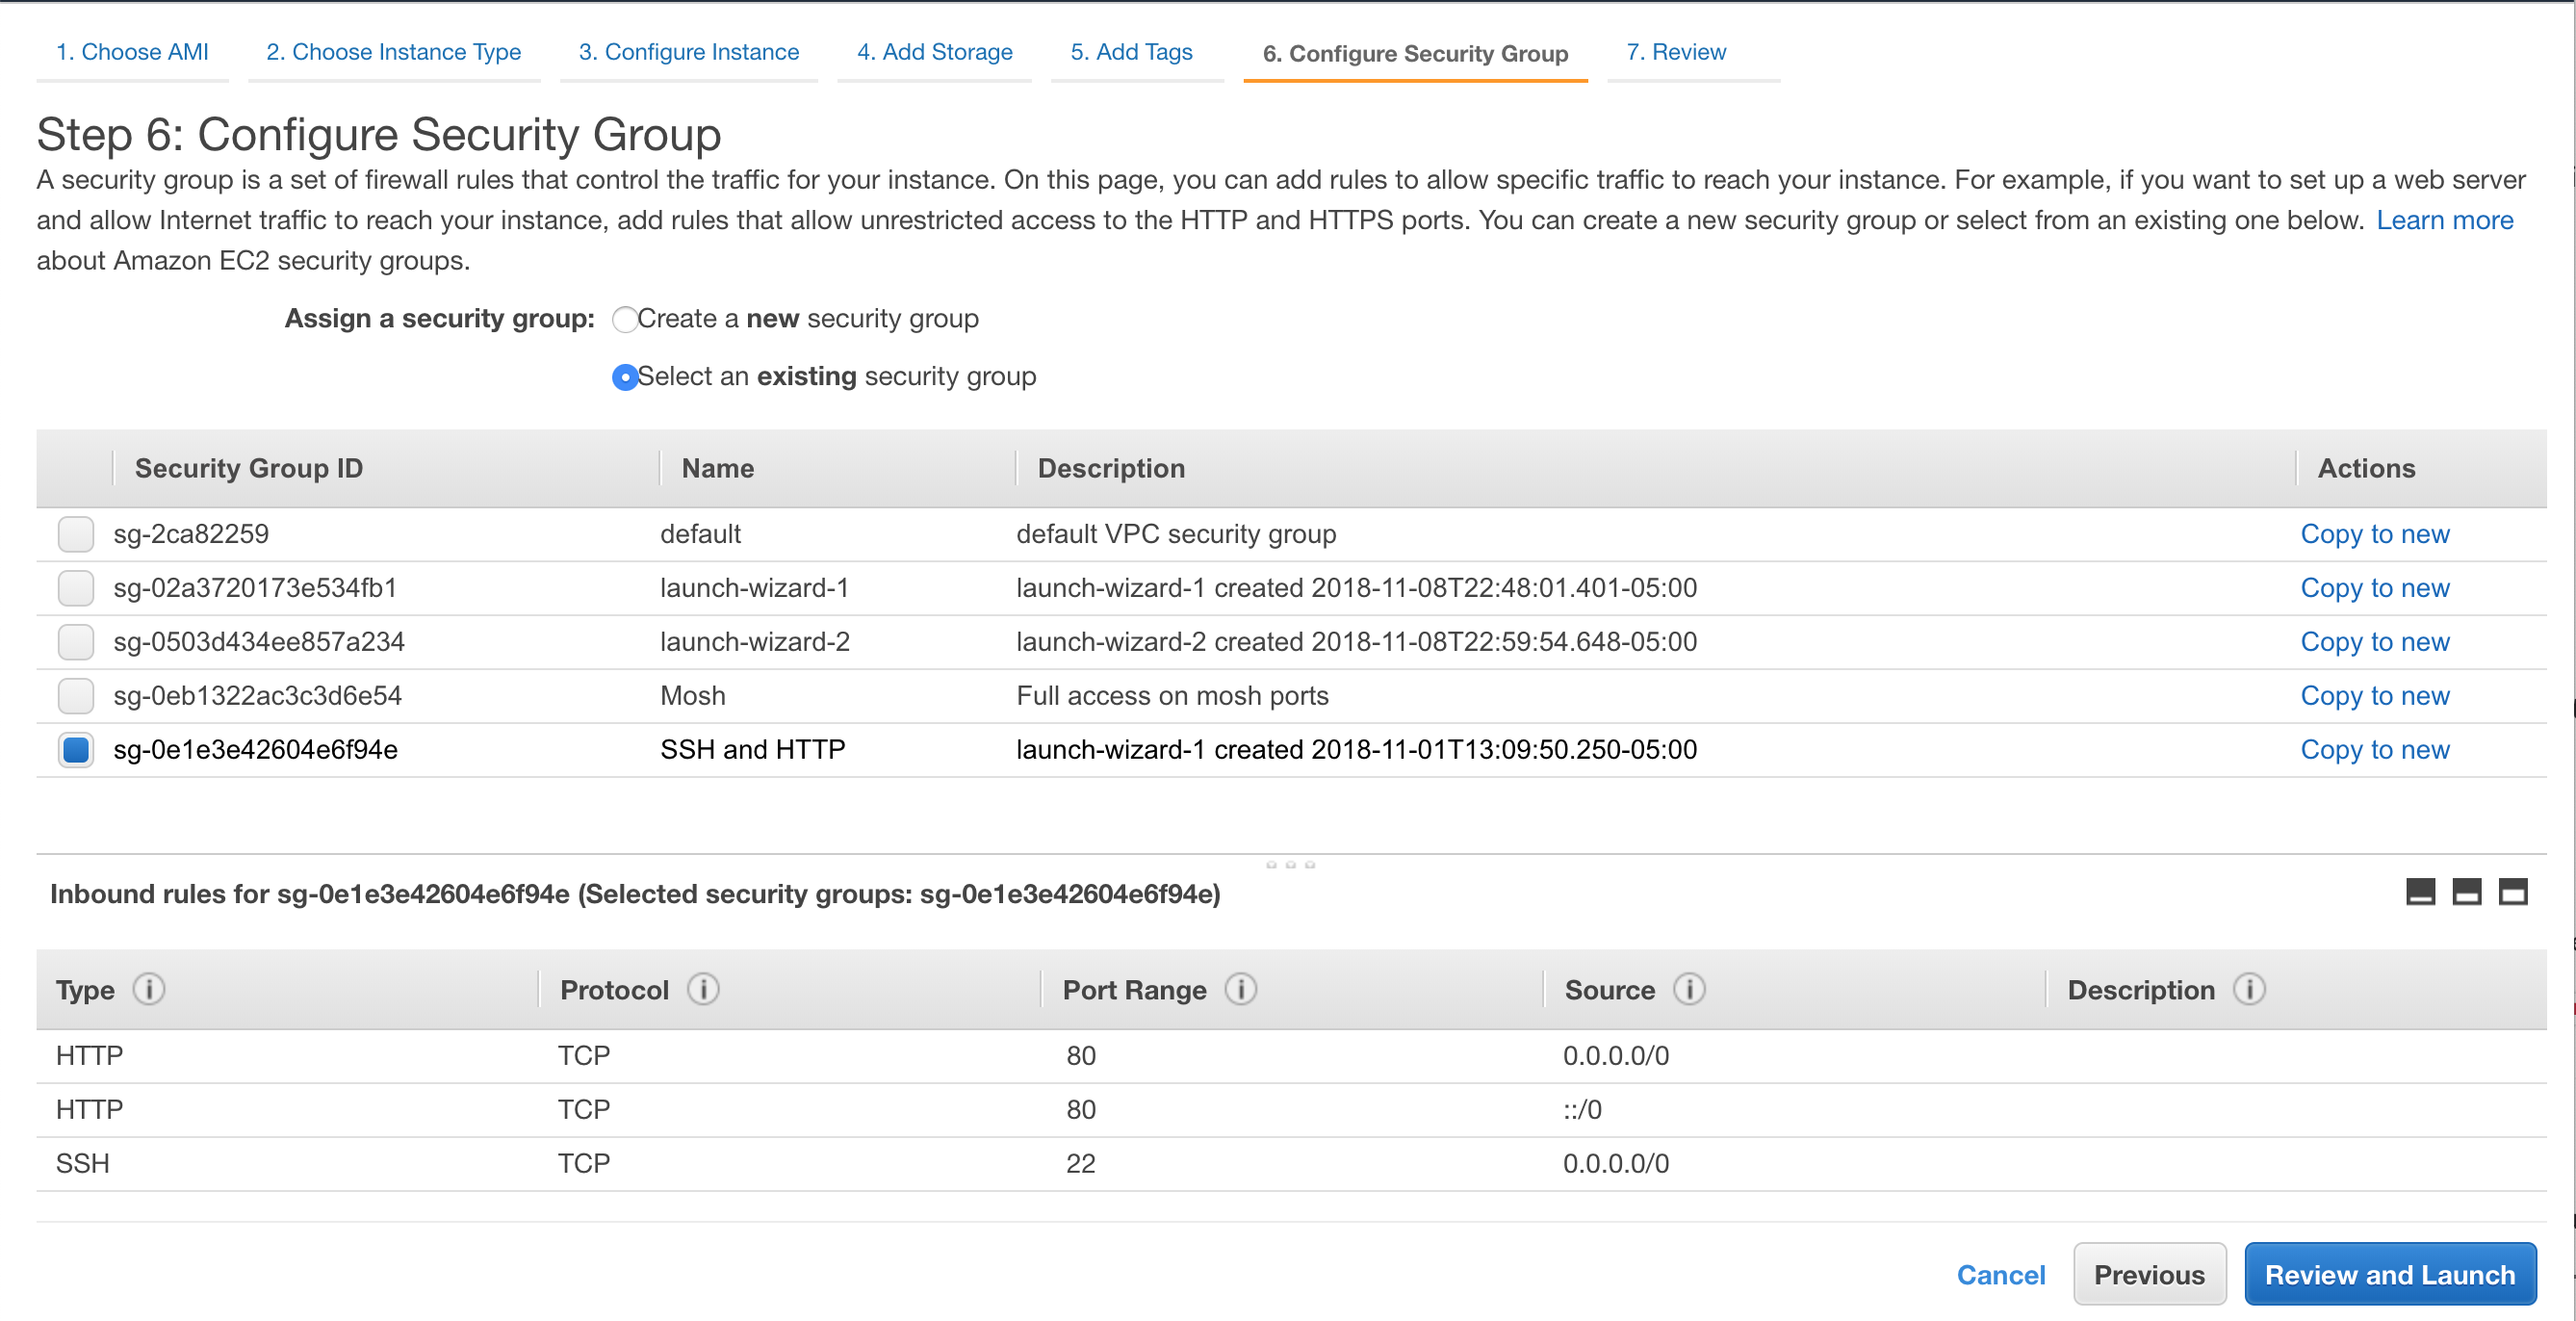 1. Choose AMI 2. Choose Instance Type 3. Configure Instance 4. Add Storage 5. Add Tags 6. Configure Security Group 7. Review
Step 6: Configure Security Group
A security group is a set of firewall rules that control the traffic for your instance. On this page, you can add rules to allow specific traffic to reach your instance. For example, if you want to set up a web server
and allow Internet traffic to reach your instance, add rules that allow unrestricted access to the HTTP and HTTPS ports. You can create a new security group or select from an existing one below. Learn more
about Amazon EC2 security groups.
Assign a security group: Create a new security group
Select an existing security group
Security Group ID Name Description Actions
sg-2ca82259 default default VPC security group Copy to new
sg-02a3720173e534fb1 launch-wizard-1 launch-wizard-1 created 2018-11-08T22:48:01.401-05:00 Copy to new
sg-0503d434ee857a234 launch-wizard-2 launch-wizard-2 created 2018-11-08T22:59:54.648-05:00 Copy to new
sg-0eb1322ac3c3d6e54 Mosh Full access on mosh ports Copy to new
sg-0e1e3e42604e6f94e SSH and HTTP launch-wizard-1 created 2018-11-01T13:09:50.250-05:00 Copy to new
Inbound rules for sg-0e1e3e42604e6f94e (Selected security groups: sg-0e1e3e42604e6f94e)
Type i Protocol i Port Range i Source i Description i
HTTP TCP 80 0.0.0.0/0
HTTP TCP 80 ::/0
SSH TCP 22 0.0.0.0/0
Cancel Previous Review and Launch